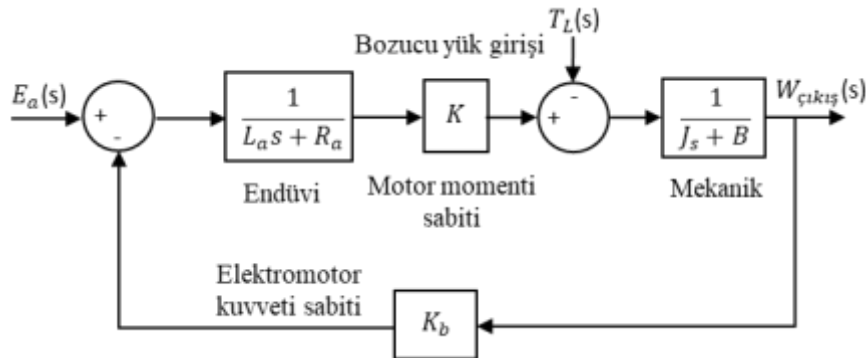 T_L(s)
Bozucu yük girişi
E_a(s)
+
-
1
L_a s + R_a
K
-
+
1
J_s + B
W_çıkış(s)
Endüvi
Motor momenti
sabiti
Mekanik
Elektromotor
kuvveti sabiti
K_b